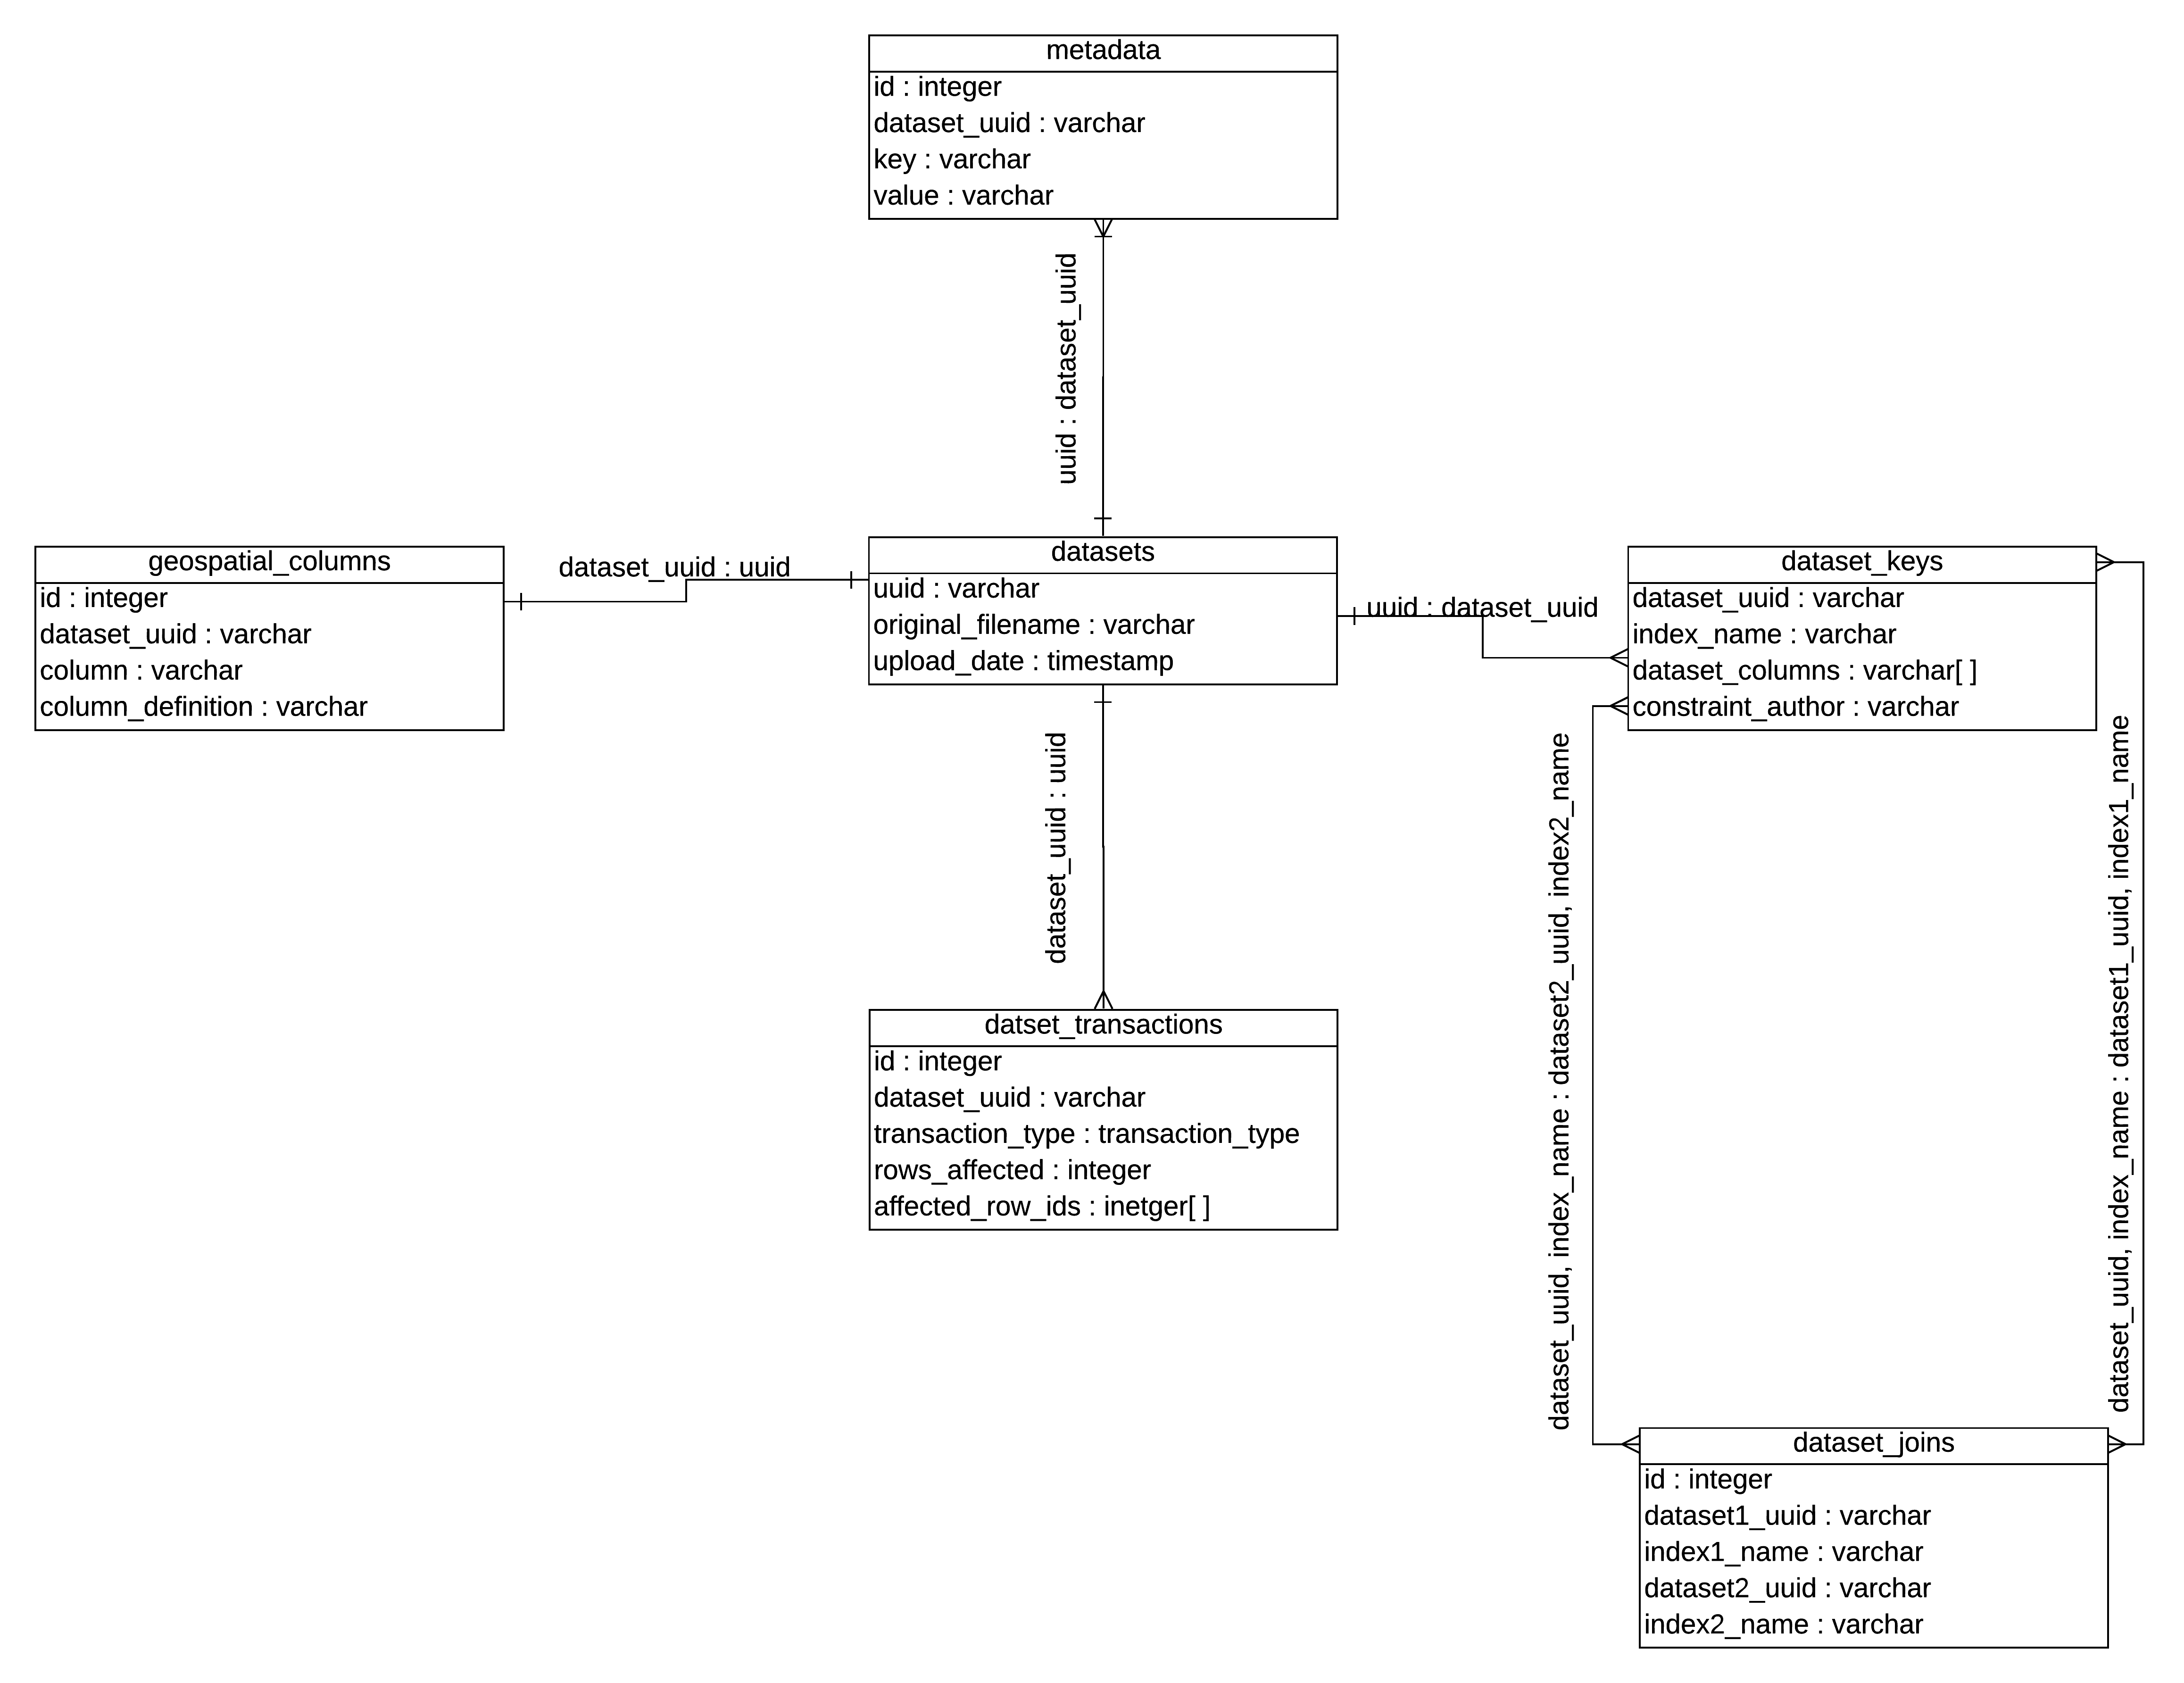 metadata
id : integer
dataset_uuid : varchar
key : varchar
value : varchar
uuid : dataset_uuid
geospatial_columns
id : integer
dataset_uuid : varchar
column : varchar
column_definition : varchar
dataset_uuid : uuid
datasets
uuid : varchar
original_filename : varchar
upload_date : timestamp
uuid : dataset_uuid
dataset_keys
dataset_uuid : varchar
index_name : varchar
dataset_columns : varchar[ ]
constraint_author : varchar
dataset_uuid : uuid
datset_transactions
id : integer
dataset_uuid : varchar
transaction_type : transaction_type
rows_affected : integer
affected_row_ids : inetger[ ]
dataset_uuid, index_name : dataset2_uuid, index2_name
dataset_uuid, index_name : dataset1_uuid, index1_name
dataset_joins
id : integer
dataset1_uuid : varchar
index1_name : varchar
dataset2_uuid : varchar
index2_name : varchar